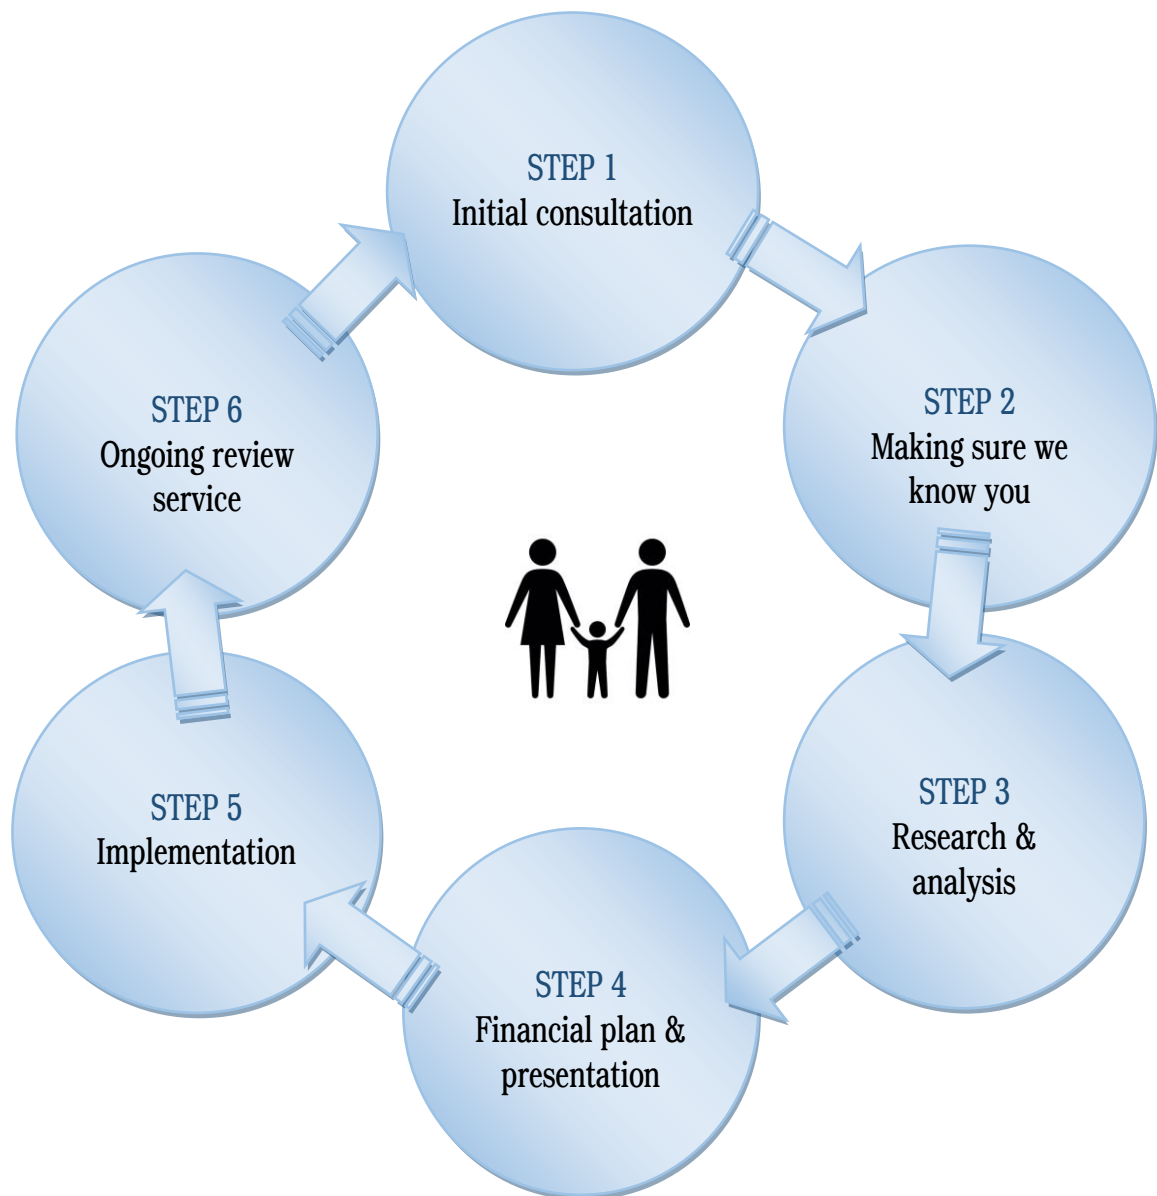 STEP 1
Initial consultation
STEP 2
Making sure we
know you
STEP 3
Research &
analysis
STEP 4
Financial plan &
presentation
STEP 5
Implementation
STEP 6
Ongoing review
service